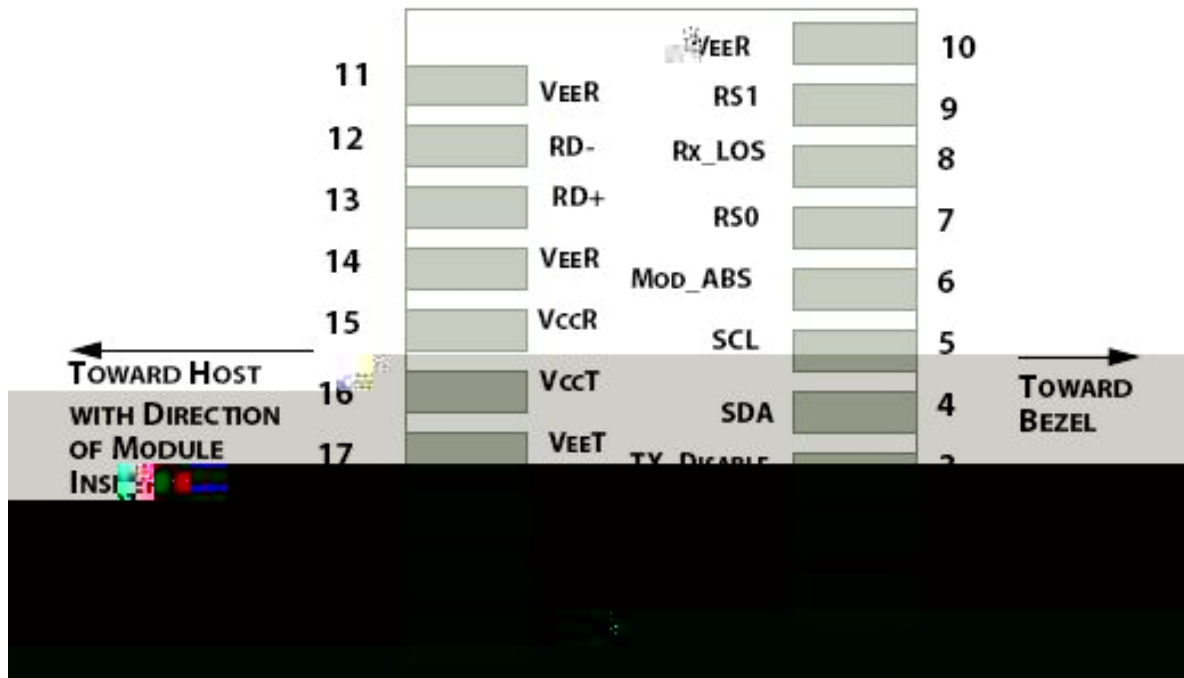 VEER 10
11 VEER
RS1 9
12 RD-
Rx_LOS 8
13 RD+
RS0 7
14 VEER
MOD_ABS 6
15 VCCR
SCL 5
TOWARD HOST
WITH DIRECTION
OF MODULE
16 VCCT
SDA 4
TOWARD
BEZEL
17 VEET
TX_DISABLE